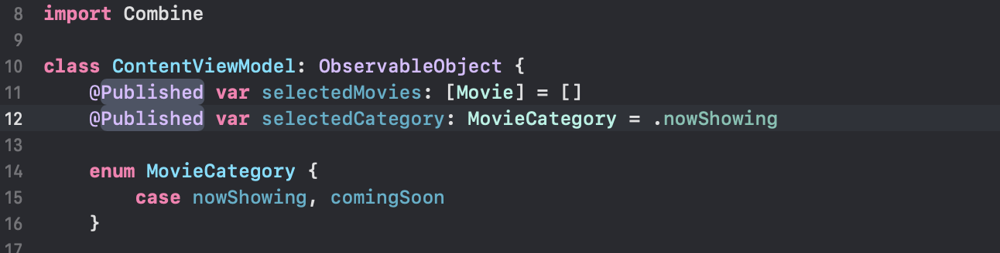 8 import Combine
9
10 class ContentViewModel: ObservableObject {
11 @Published var selectedMovies: [Movie] = []
12 @Published var selectedCategory: MovieCategory = .nowShowing
13
14 enum MovieCategory {
15 case nowShowing, comingSoon
16 }
17